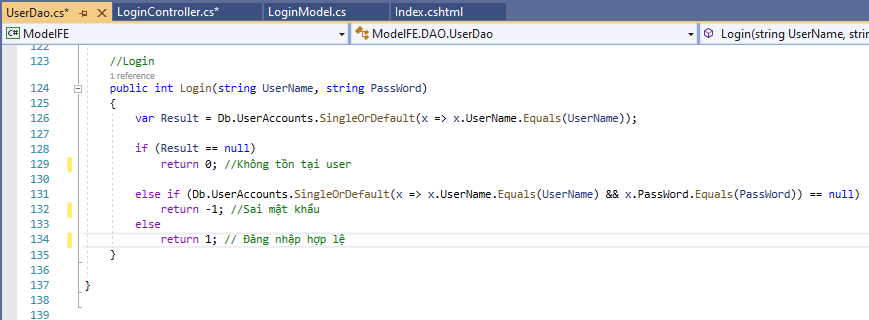 UserDao.cs* LoginController.cs* LoginModel.cs Index.cshtml
ModelFE ModelFE.DAO.UserDao Login(string UserName, strin
122
123 //Login
1 reference
124 public int Login(string UserName, string PassWord)
125 {
126 var Result = Db.UserAccounts.SingleOrDefault(x => x.UserName.Equals(UserName));
127
128 if (Result == null)
129 return 0; //Không tồn tại user
130
131 else if (Db.UserAccounts.SingleOrDefault(x => x.UserName.Equals(UserName) && x.PassWord.Equals(PassWord)) == null)
132 return -1; //Sai mật khẩu
133 else
134 return 1; // Đăng nhập hợp lệ
135 }
136
137 }
138
139